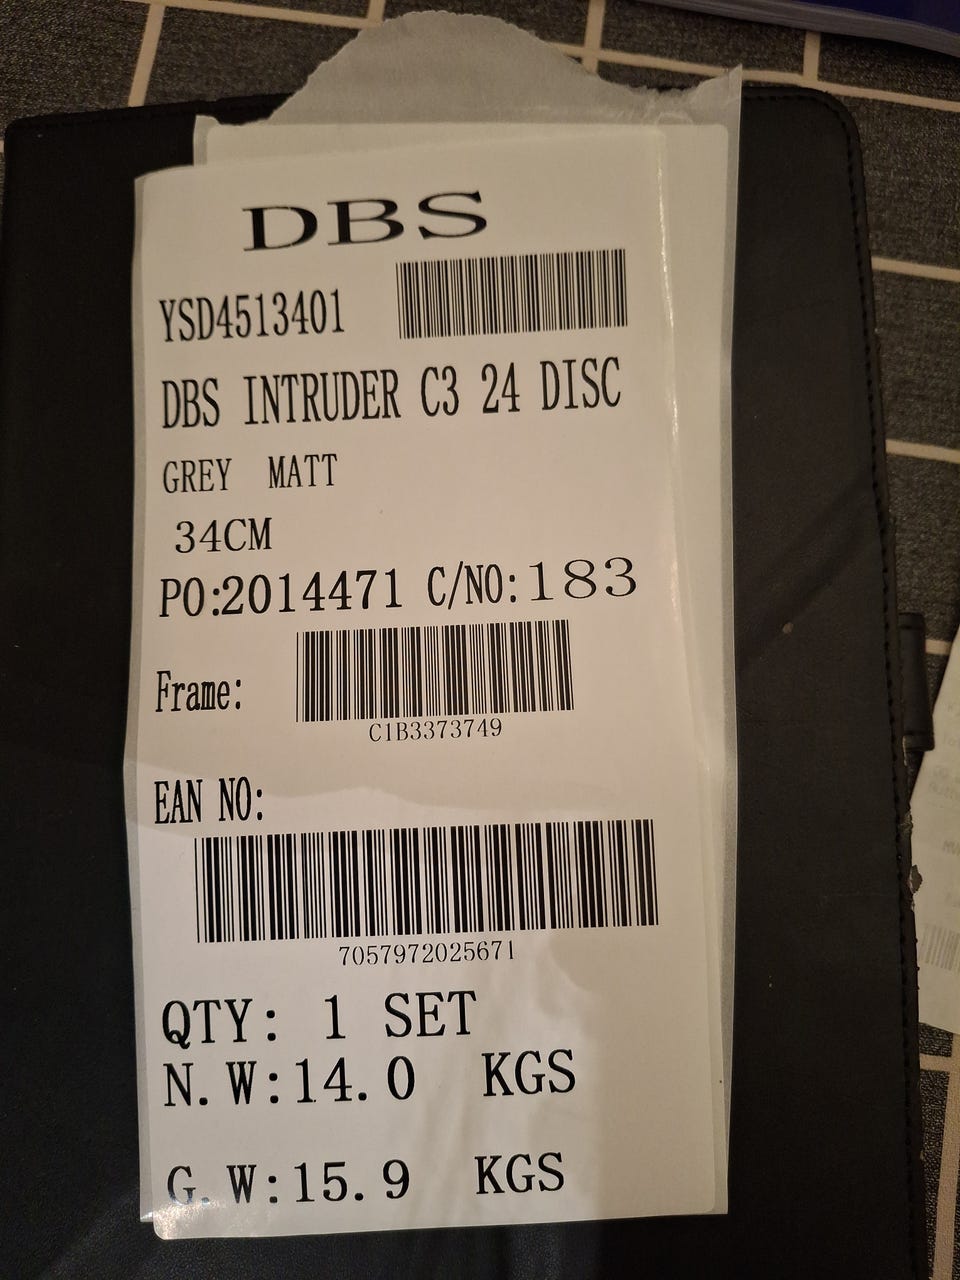 DBS
YSD4513401
DBS INTRUDER C3 24 DISC
GREY MATT
34CM
PO:2014471 C/NO:183
Frame:
C1B3373749
EAN NO:
7057972025671
QTY: 1 SET
N.W:14.0 KGS
G.W:15.9 KGS